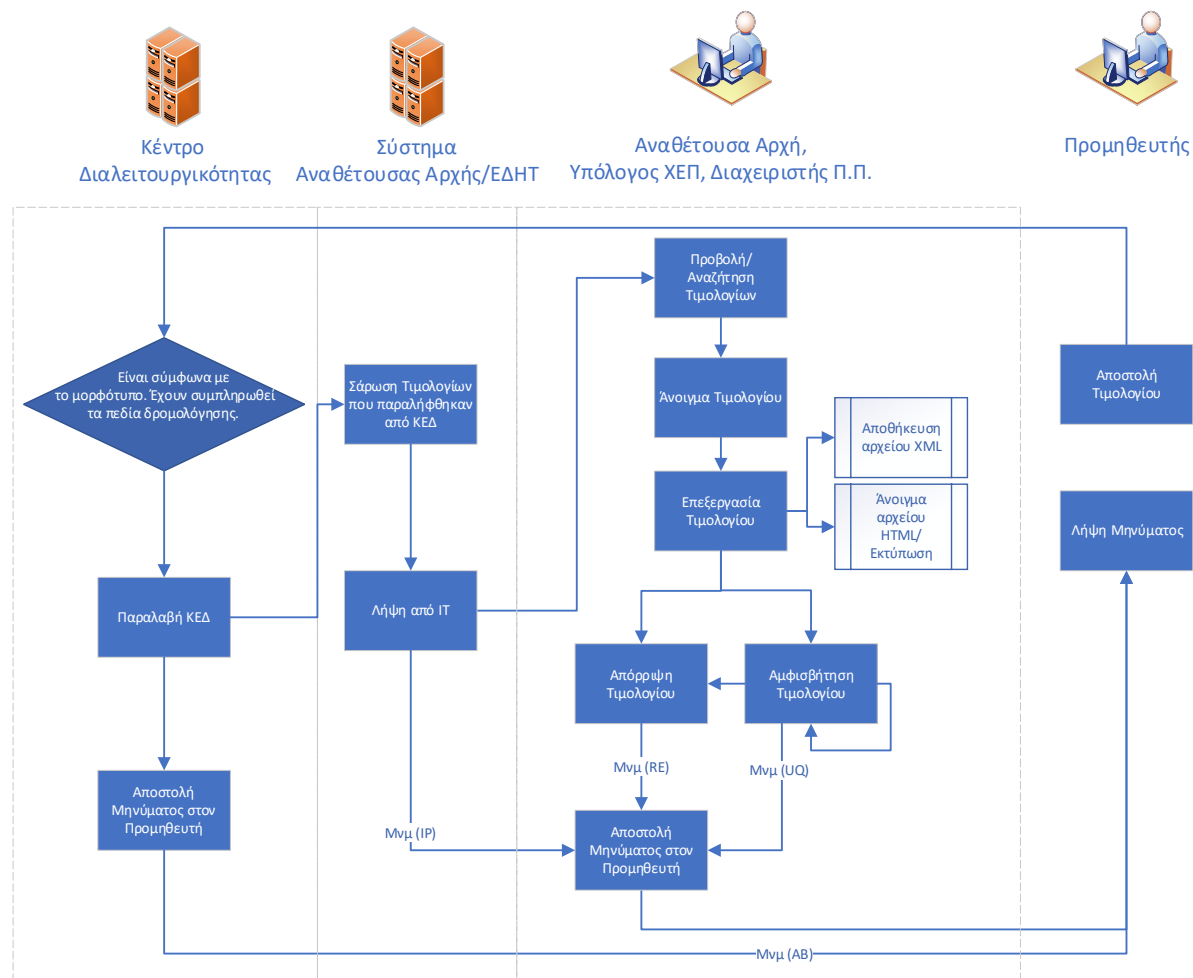 Κέντρο
Διαλειτουργικότητας
Σύστημα
Αναθέτουσας Αρχής/ΕΔΗΤ
Αναθέτουσα Αρχή,
Υπόλογος ΧΕΠ, Διαχειριστής Π.Π.
Προμηθευτής
Προβολή/
Αναζήτηση
Τιμολογίων
Είναι σύμφωνα με
το μορφότυπο. Έχουν συμπληρωθεί
τα πεδία δρομολόγησης.
Σάρωση Τιμολογίων
που παραλήφθηκαν
από ΚΕΔ
Άνοιγμα Τιμολογίου
Αποστολή
Τιμολογίου
Αποθήκευση
αρχείου XML
Επεξεργασία
Τιμολογίου
Άνοιγμα
αρχείου
HTML/
Εκτύπωση
Λήψη Μηνύματος
Παραλαβή ΚΕΔ
Λήψη από ΙΤ
Απόρριψη
Τιμολογίου
Αμφισβήτηση
Τιμολογίου
Μνμ (RE)
Μνμ (UQ)
Αποστολή
Μηνύματος στον
Προμηθευτή
Μνμ (IP)
Αποστολή
Μηνύματος στον
Προμηθευτή
Μνμ (AB)